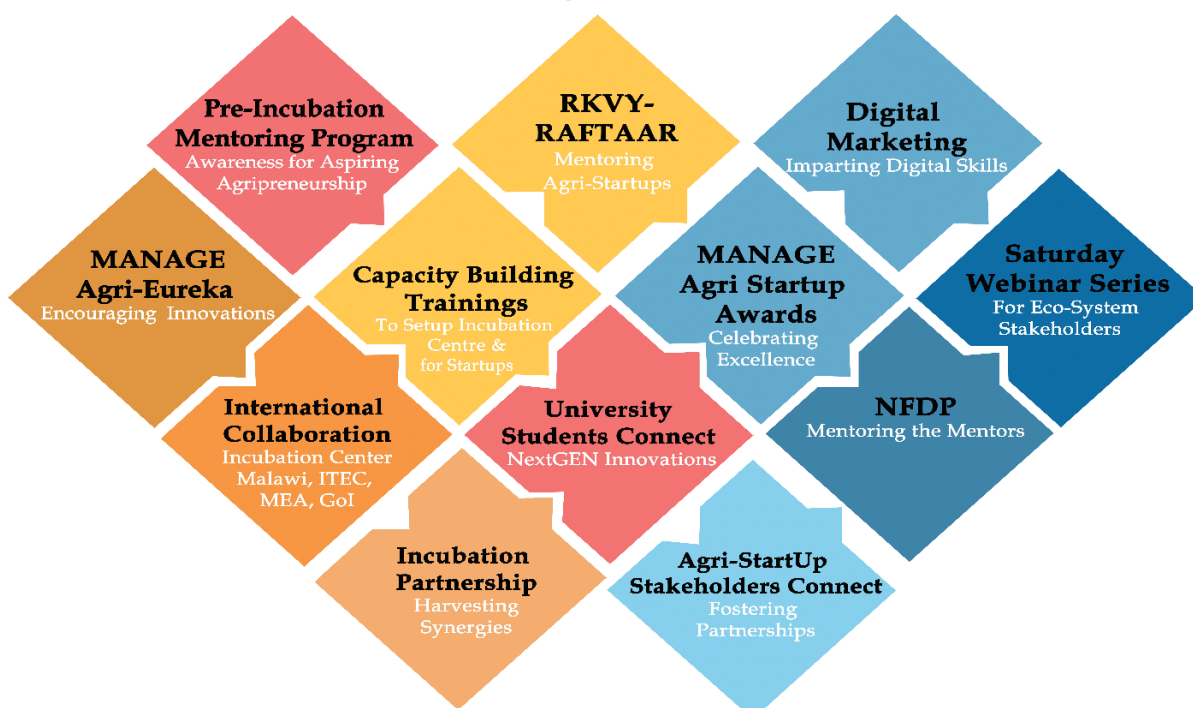 Pre-Incubation
Mentoring Program
Awareness for Aspiring
Agripreneurship
RKVY-
RAFTAAR
Mentoring
Agri-Startups
Digital
Marketing
Imparting Digital Skills
MANAGE
Agri-Eureka
Encouraging Innovations
Capacity Building
Trainings
To Setup Incubation
Centre &
for Startups
MANAGE
Agri Startup
Awards
Celebrating
Excellence
Saturday
Webinar Series
For Eco-System
Stakeholders
International
Collaboration
Incubation Center
Malawi, ITEC,
MEA, GoI
University
Students Connect
NextGEN Innovations
NFDP
Mentoring the Mentors
Incubation
Partnership
Harvesting
Synergies
Agri-StartUp
Stakeholders Connect
Fostering
Partnerships